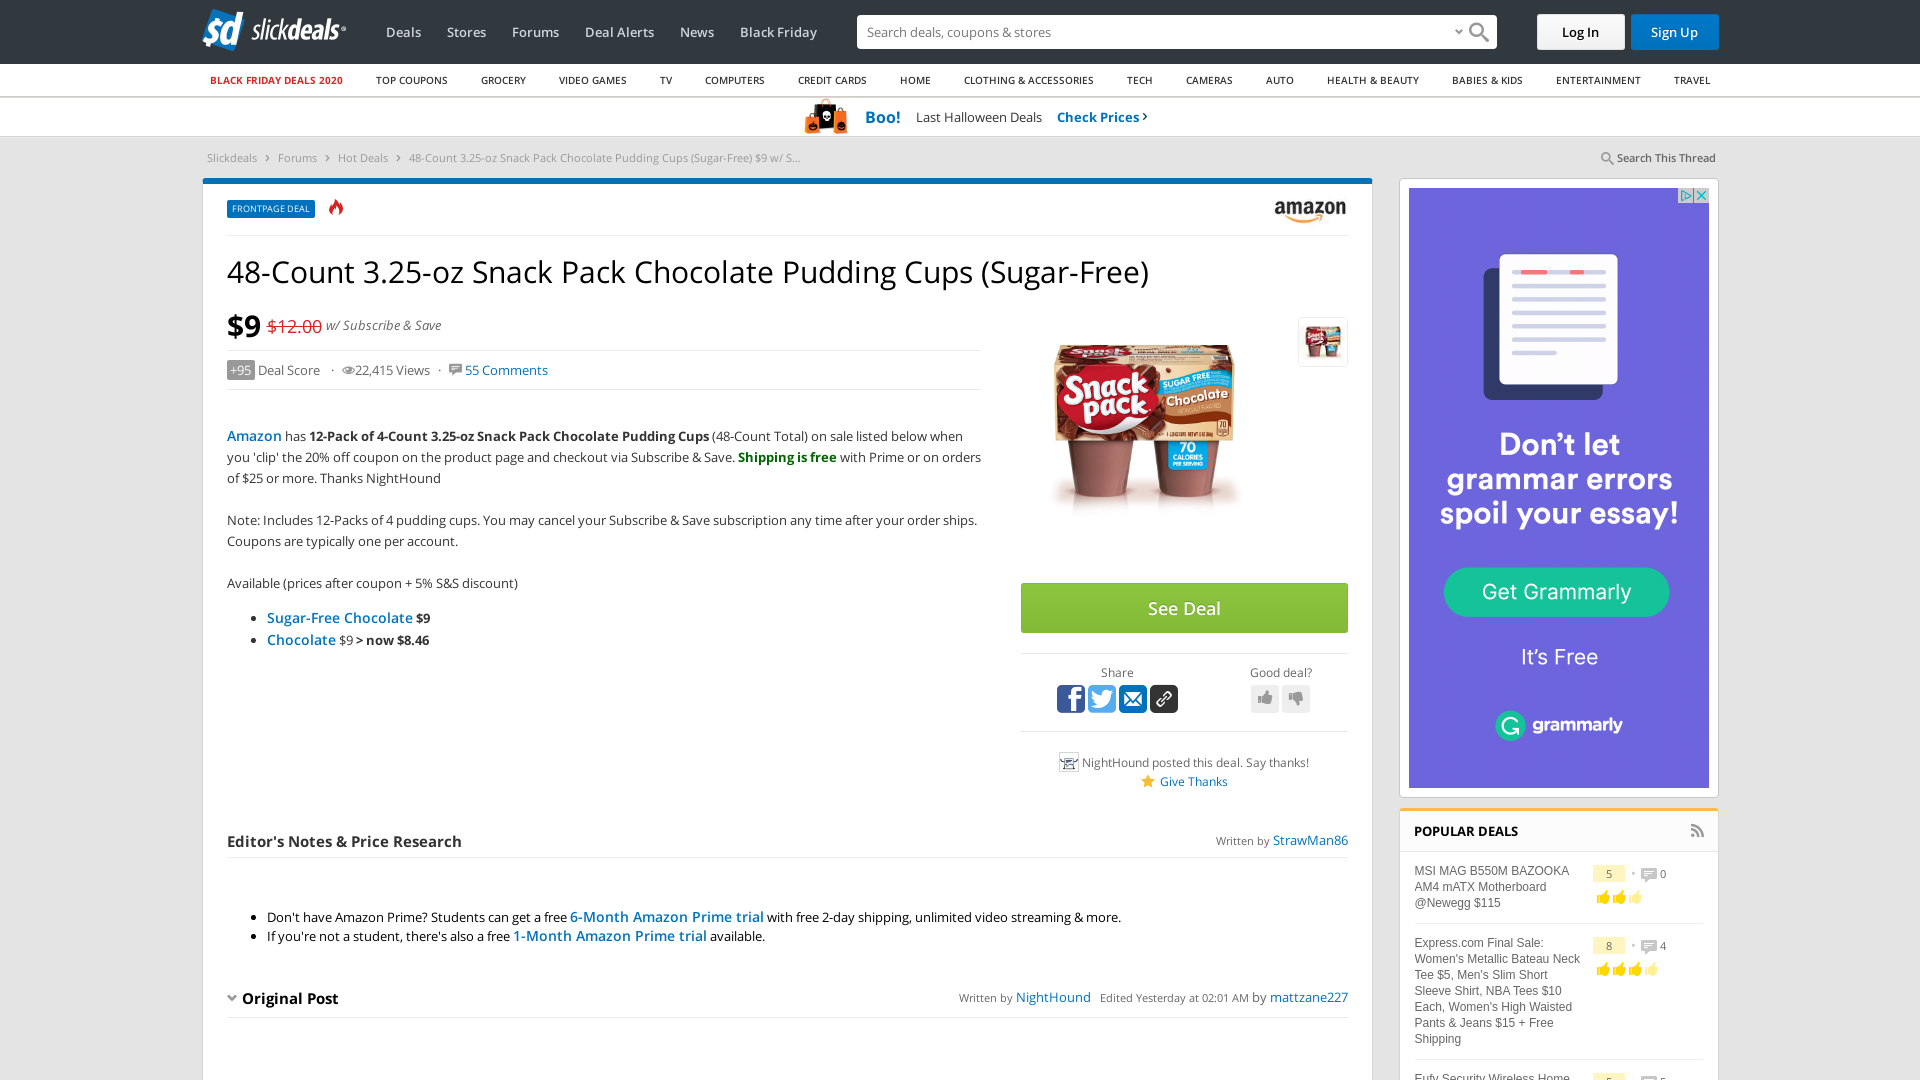 sd slickdeals
Deals Stores Forums Deal Alerts News Black Friday
Search deals, coupons & stores
Log In
Sign Up
BLACK FRIDAY DEALS 2020 TOP COUPONS GROCERY VIDEO GAMES TV COMPUTERS CREDIT CARDS HOME CLOTHING & ACCESSORIES TECH CAMERAS AUTO HEALTH & BEAUTY BABIES & KIDS ENTERTAINMENT TRAVEL
Boo! Last Halloween Deals Check Prices
Slickdeals > Forums > Hot Deals > 48-Count 3.25-oz Snack Pack Chocolate Pudding Cups (Sugar-Free) $9 w/ S...
Search This Thread
FRONTPAGE DEAL
amazon
48-Count 3.25-oz Snack Pack Chocolate Pudding Cups (Sugar-Free)
$9 $12.00 w/ Subscribe & Save
+95 Deal Score · 22,415 Views · 55 Comments
Amazon has 12-Pack of 4-Count 3.25-oz Snack Pack Chocolate Pudding Cups (48-Count Total) on sale listed below when
you 'clip' the 20% off coupon on the product page and checkout via Subscribe & Save. Shipping is free with Prime or on orders
of $25 or more. Thanks NightHound
Note: Includes 12-Packs of 4 pudding cups. You may cancel your Subscribe & Save subscription any time after your order ships.
Coupons are typically one per account.
Available (prices after coupon + 5% S&S discount)
Sugar-Free Chocolate $9
Chocolate $9 > now $8.46
Snack
pack
SUGAR FREE
Chocolate
70
CALORIES
PER SERVING
See Deal
Share
Good deal?
NightHound posted this deal. Say thanks!
Give Thanks
Editor's Notes & Price Research
Written by StrawMan86
Don't have Amazon Prime? Students can get a free 6-Month Amazon Prime trial with free 2-day shipping, unlimited video streaming & more.
If you're not a student, there's also a free 1-Month Amazon Prime trial available.
Original Post
Written by NightHound Edited Yesterday at 02:01 AM by mattzane227
Don't let
grammar errors
spoil your essay!
Get Grammarly
It's Free
grammarly
POPULAR DEALS
MSI MAG B550M BAZOOKA
AM4 mATX Motherboard
@Newegg $115
5 • 0
Express.com Final Sale:
Women's Metallic Bateau Neck
Tee $5, Men's Slim Short
Sleeve Shirt, NBA Tees $10
Each, Women's High Waisted
Pants & Jeans $15 + Free
Shipping
8 • 4
Eufy Security Wireless Home